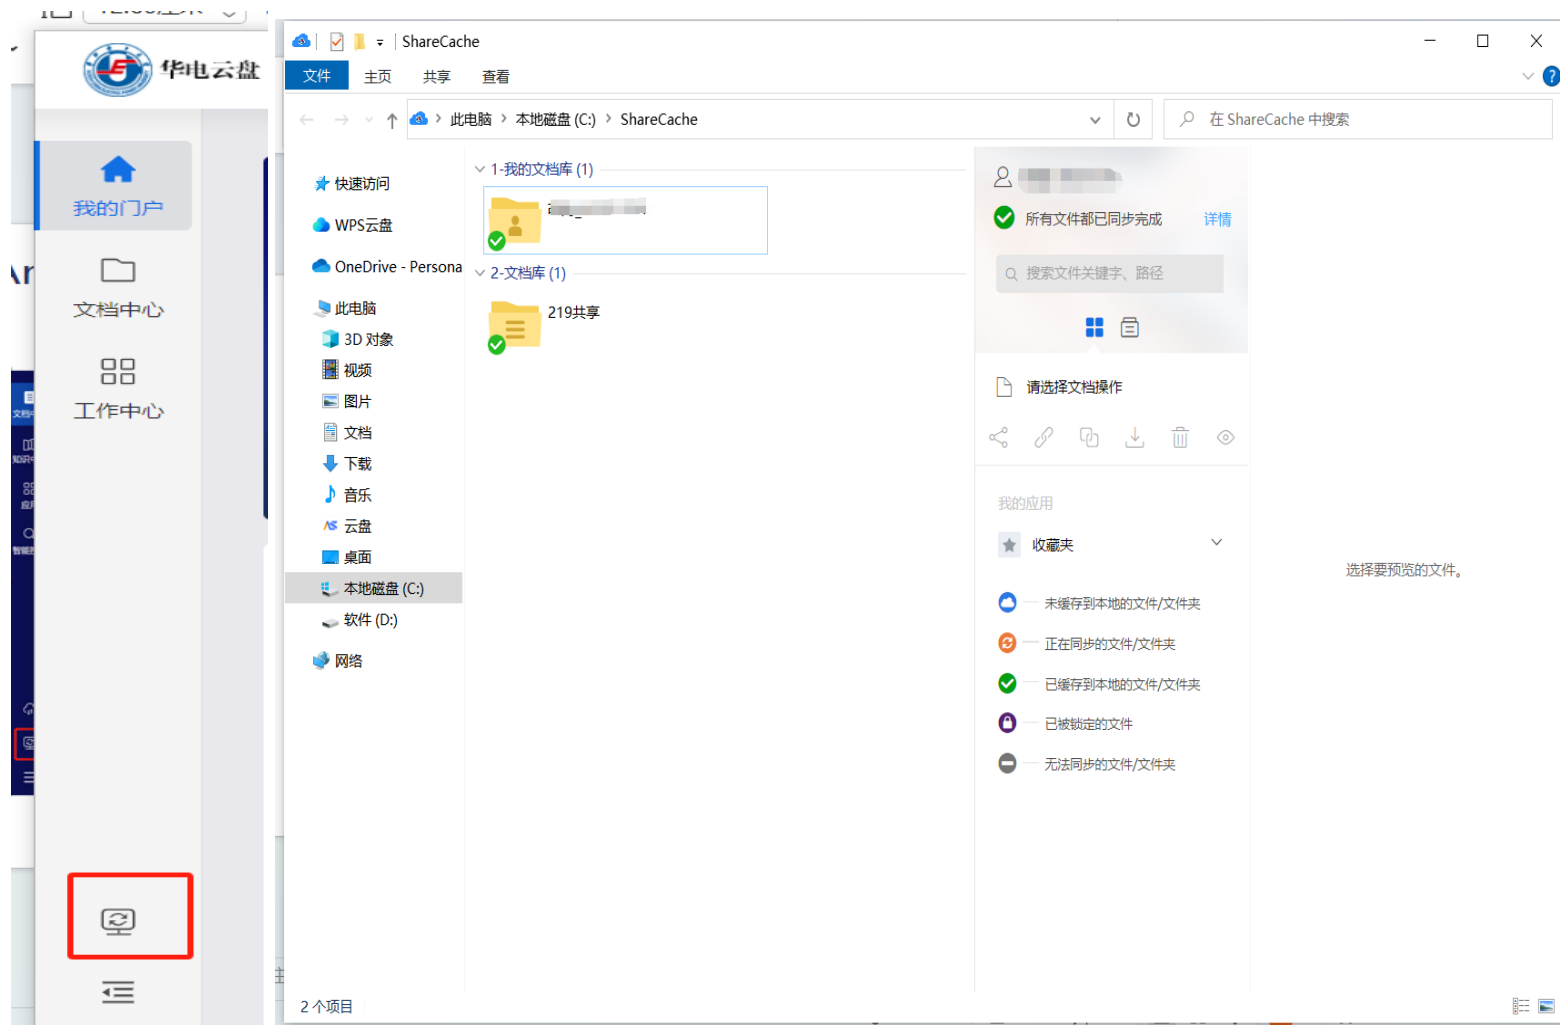 华电云盘
我的门户
文档中心
工作中心
ShareCache
文件 主页 共享 查看
此电脑 本地磁盘 (C:) ShareCache
在 ShareCache 中搜索
快速访问
WPS云盘
OneDrive - Persona
此电脑
3D 对象
视频
图片
文档
下载
音乐
云盘
桌面
本地磁盘 (C:)
软件 (D:)
网络
1-我的文档库 (1)
2-文档库 (1)
219共享
所有文件都已同步完成 详情
搜索文件关键字、路径
请选择文档操作
我的应用
收藏夹
未缓存到本地的文件/文件夹
正在同步的文件/文件夹
已缓存到本地的文件/文件夹
已被锁定的文件
无法同步的文件/文件夹
选择要预览的文件。
2 个项目